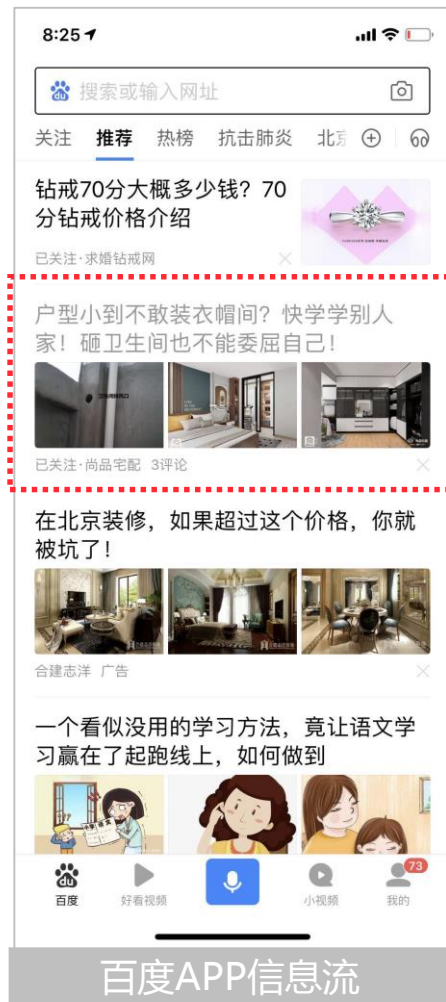 8:25
搜索或输入网址
关注 推荐 热榜 抗击肺炎 北京
钻戒70分大概多少钱？70
分钻戒价格介绍
已关注·求婚钻戒网
户型小到不敢装衣帽间？快学学别人
家！砸卫生间也不能委屈自己！
已关注·尚品宅配 3评论
在北京装修，如果超过这个价格，你就
被坑了！
合建志洋 广告
一个看似没用的学习方法，竟让语文学
习赢在了起跑线上，如何做到
73
百度 好看视频 小视频 我的
百度APP信息流